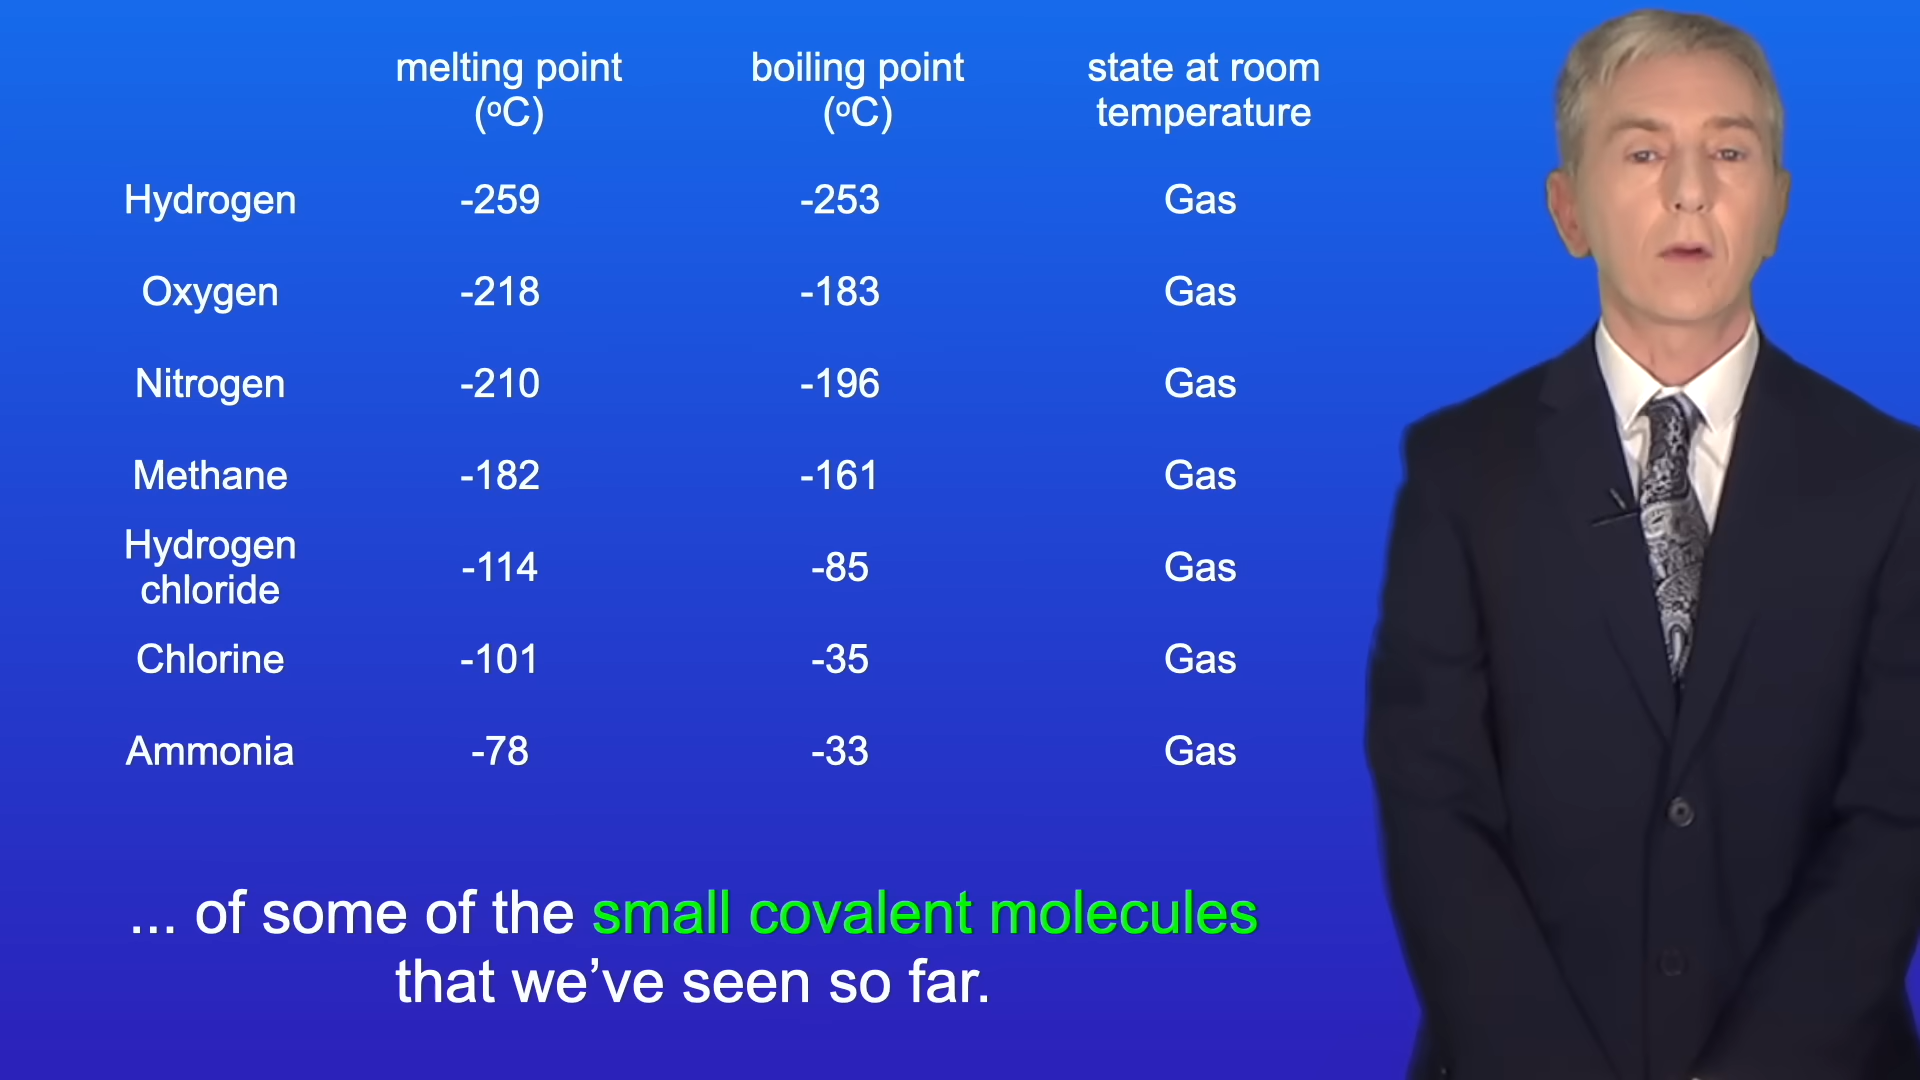 melting point boiling point state at room
(ºC) (ºC) temperature
Hydrogen -259 -253 Gas
Oxygen -218 -183 Gas
Nitrogen -210 -196 Gas
Methane -182 -161 Gas
Hydrogen
chloride -114 -85 Gas
Chlorine -101 -35 Gas
Ammonia -78 -33 Gas
... of some of the small covalent molecules
that we’ve seen so far.